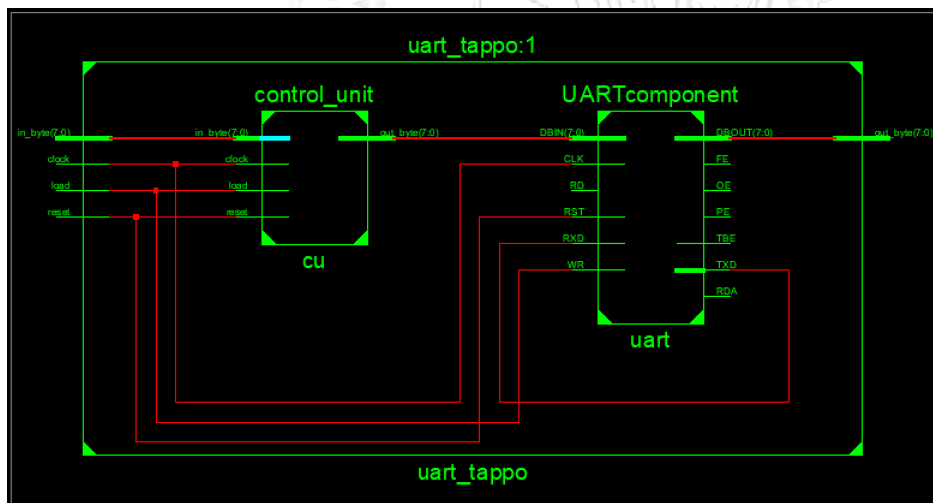 uart_tappo:1
control_unit
UARTcomponent
in_byte(7:0)
in_byte(7:0)
out_byte(7:0)
DBIN(7:0)
DBOUT(7:0)
out_byte(7:0)
clock
clock
CLK
FE
load
load
RD
OE
reset
reset
RST
PE
RXD
TBE
cu
WR
TXD
RDA
uart
uart_tappo